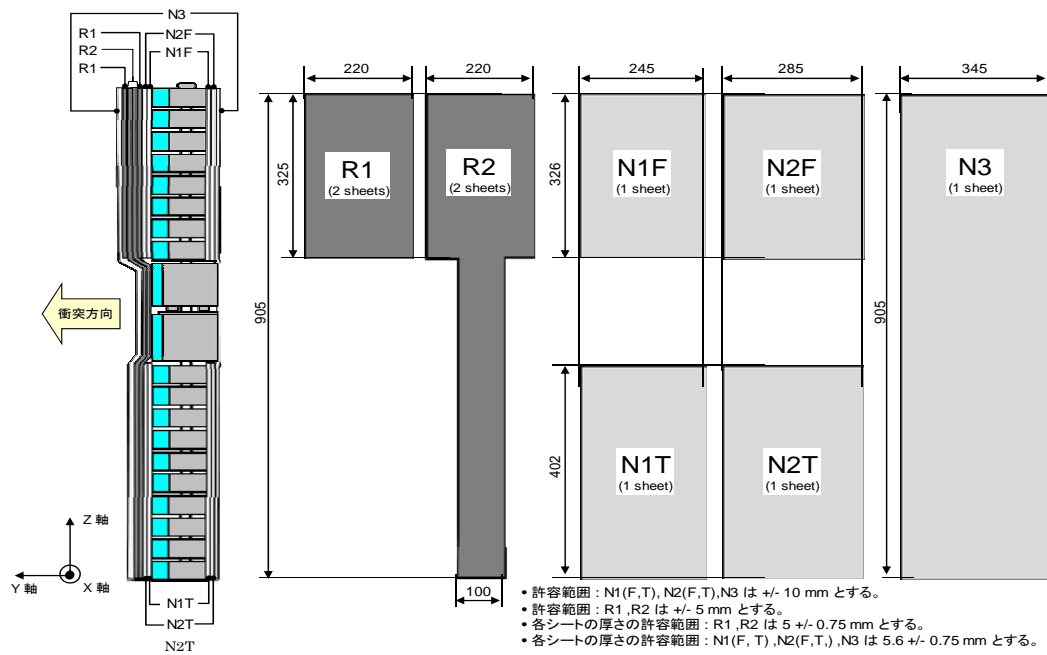 N3
R1
N2F
R2
N1F
R1
220
220
245
285
345
325
R1
(2 sheets)
R2
(2 sheets)
326
N1F
(1 sheet)
N2F
(1 sheet)
N3
(1 sheet)
衝突方向
905
905
402
N1T
(1 sheet)
N2T
(1 sheet)
Z 軸
Y 軸
X 軸
100
N1T
N2T
N2T
• 許容範囲 : N1(F,T), N2(F,T),N3 は +/- 10 mm とする。
• 許容範囲 : R1 ,R2 は +/- 5 mm とする。
• 各シートの厚さの許容範囲 : R1 ,R2 は 5 +/- 0.75 mm とする。
• 各シートの厚さの許容範囲 : N1(F, T) ,N2(F,T,) ,N3 は 5.6 +/- 0.75 mm とする。